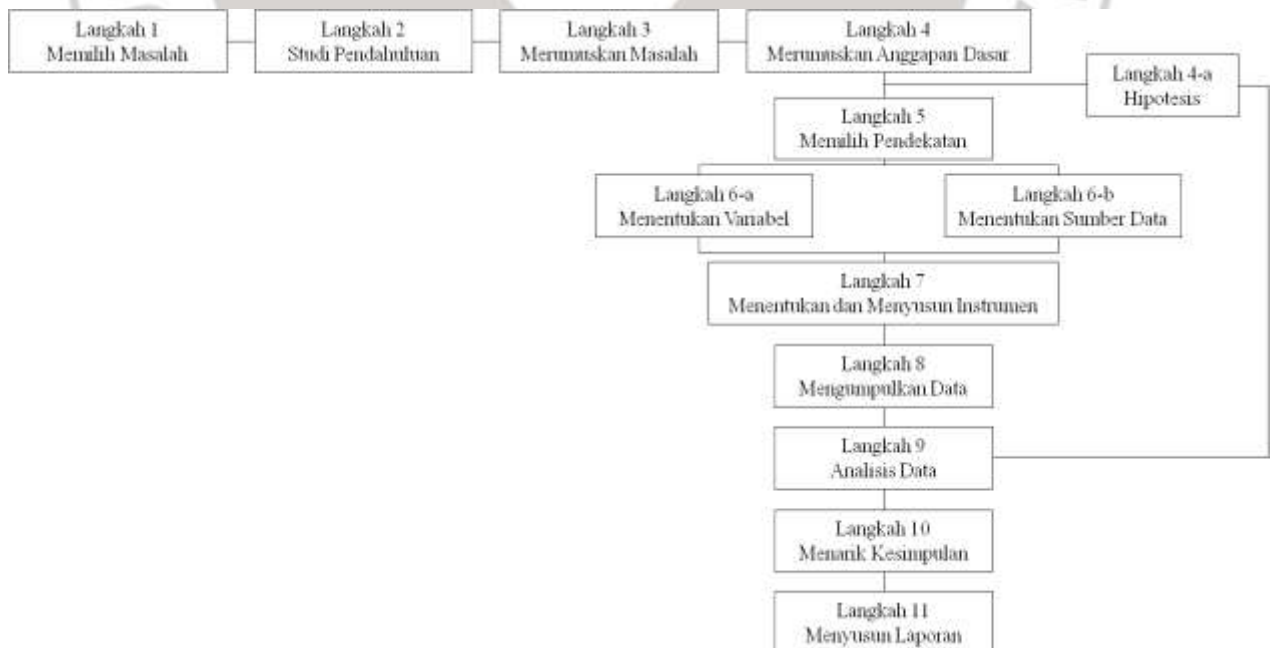 Langkah 1
Memilih Masalah
Langkah 2
Studi Pendahuluan
Langkah 3
Merumuskan Masalah
Langkah 4
Merumuskan Anggapan Dasar
Langkah 4-a
Hipotesis
Langkah 5
Memilih Pendekatan
Langkah 6-a
Menentukan Variabel
Langkah 6-b
Menentukan Sumber Data
Langkah 7
Menentukan dan Menyusun Instrumen
Langkah 8
Mengumpulkan Data
Langkah 9
Analisis Data
Langkah 10
Menarik Kesimpulan
Langkah 11
Menyusun Laporan